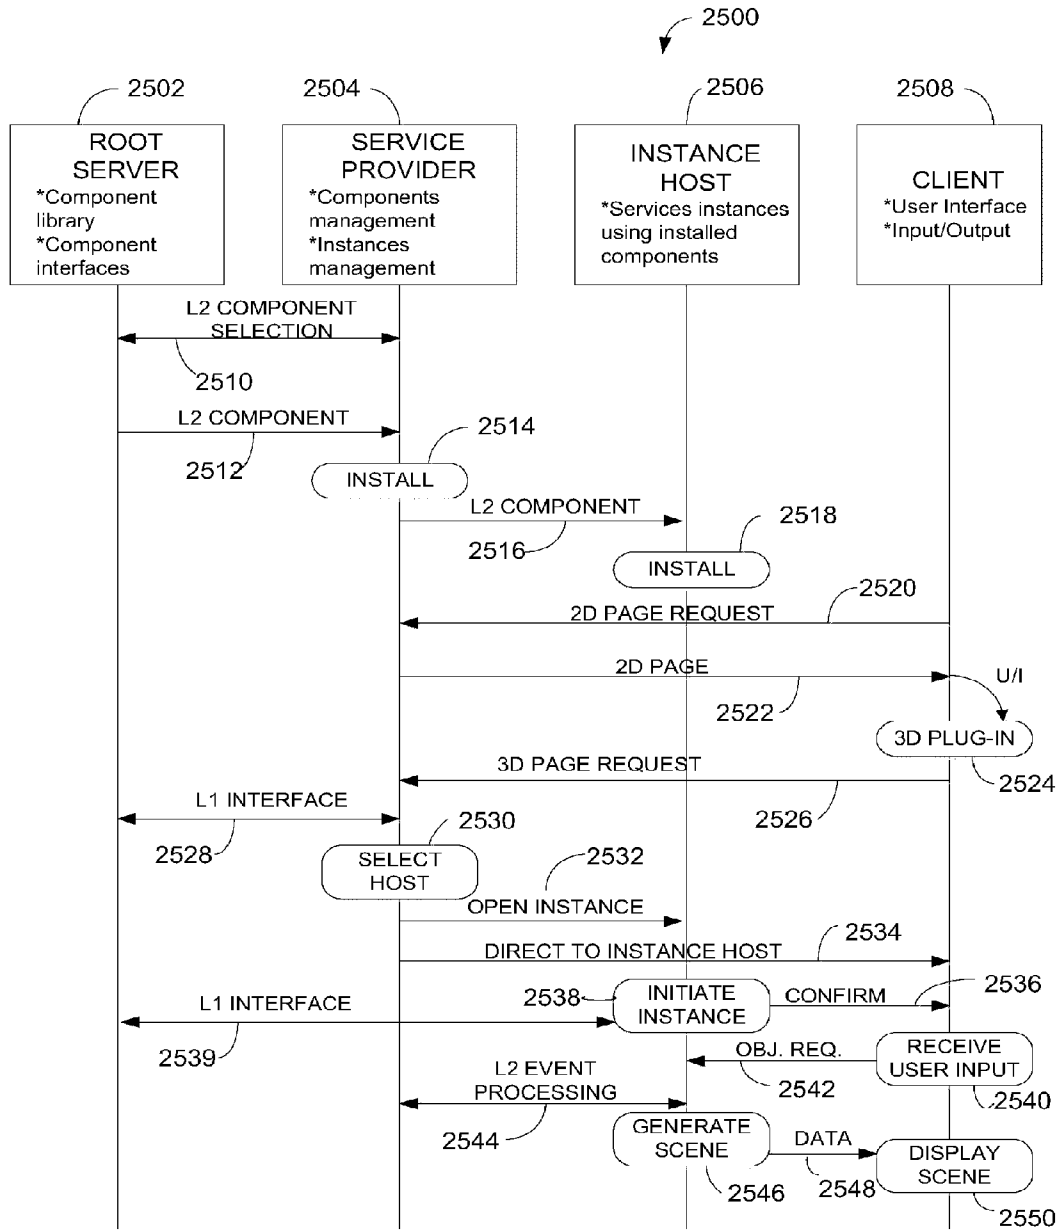 2500
2502
2504
2506
2508
ROOT
SERVER
*Component
library
*Component
interfaces
SERVICE
PROVIDER
*Components
management
*Instances
management
INSTANCE
HOST
*Services instances
using installed
components
CLIENT
*User Interface
*Input/Output
L2 COMPONENT
SELECTION
2510
L2 COMPONENT
2512
2514
INSTALL
L2 COMPONENT
2516
2518
INSTALL
2520
2D PAGE REQUEST
2D PAGE
2522
U/I
3D PLUG-IN
2524
3D PAGE REQUEST
2526
L1 INTERFACE
2528
2530
SELECT
HOST
2532
OPEN INSTANCE
DIRECT TO INSTANCE HOST
2534
2538
INITIATE
INSTANCE
CONFIRM
2536
L1 INTERFACE
2539
OBJ. REQ.
2542
RECEIVE
USER INPUT
2540
L2 EVENT
PROCESSING
2544
GENERATE
SCENE
2546
DATA
2548
DISPLAY
SCENE
2550